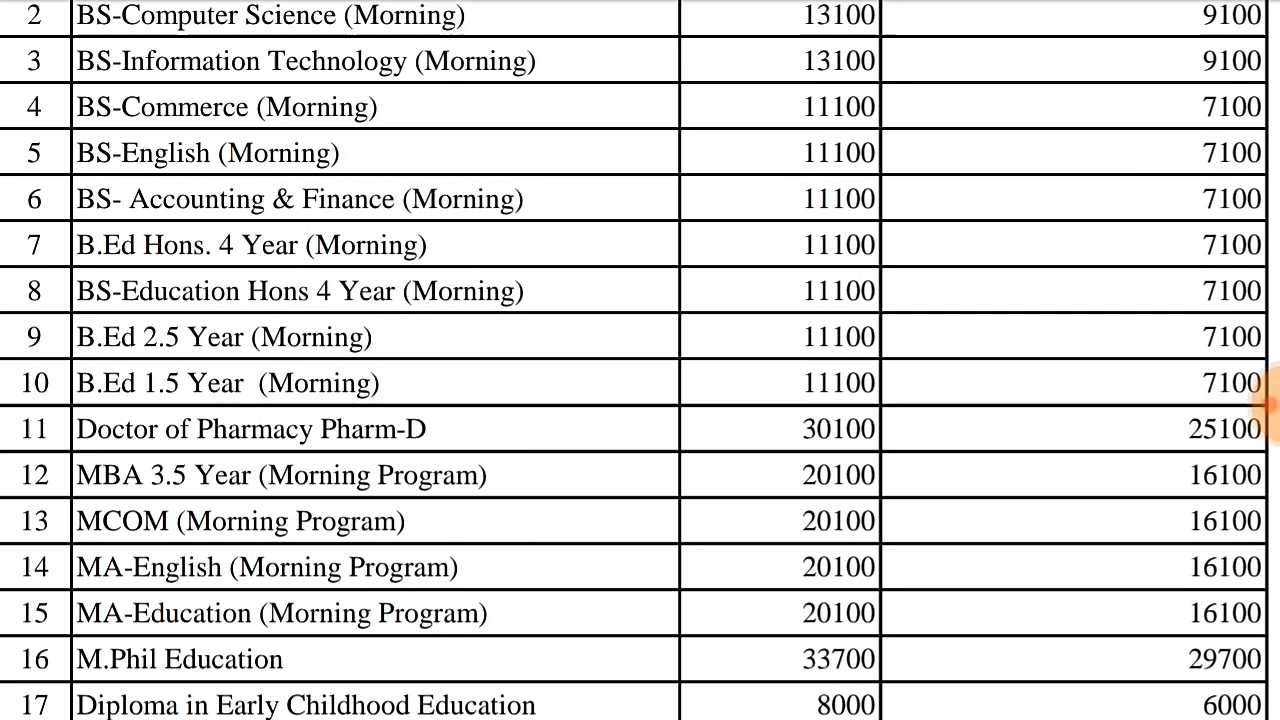 2 BS-Computer Science (Morning) 13100 9100
3 BS-Information Technology (Morning) 13100 9100
4 BS-Commerce (Morning) 11100 7100
5 BS-English (Morning) 11100 7100
6 BS- Accounting & Finance (Morning) 11100 7100
7 B.Ed Hons. 4 Year (Morning) 11100 7100
8 BS-Education Hons 4 Year (Morning) 11100 7100
9 B.Ed 2.5 Year (Morning) 11100 7100
10 B.Ed 1.5 Year  (Morning) 11100 7100
11 Doctor of Pharmacy Pharm-D 30100 25100
12 MBA 3.5 Year (Morning Program) 20100 16100
13 MCOM (Morning Program) 20100 16100
14 MA-English (Morning Program) 20100 16100
15 MA-Education (Morning Program) 20100 16100
16 M.Phil Education 33700 29700
17 Diploma in Early Childhood Education 8000 6000